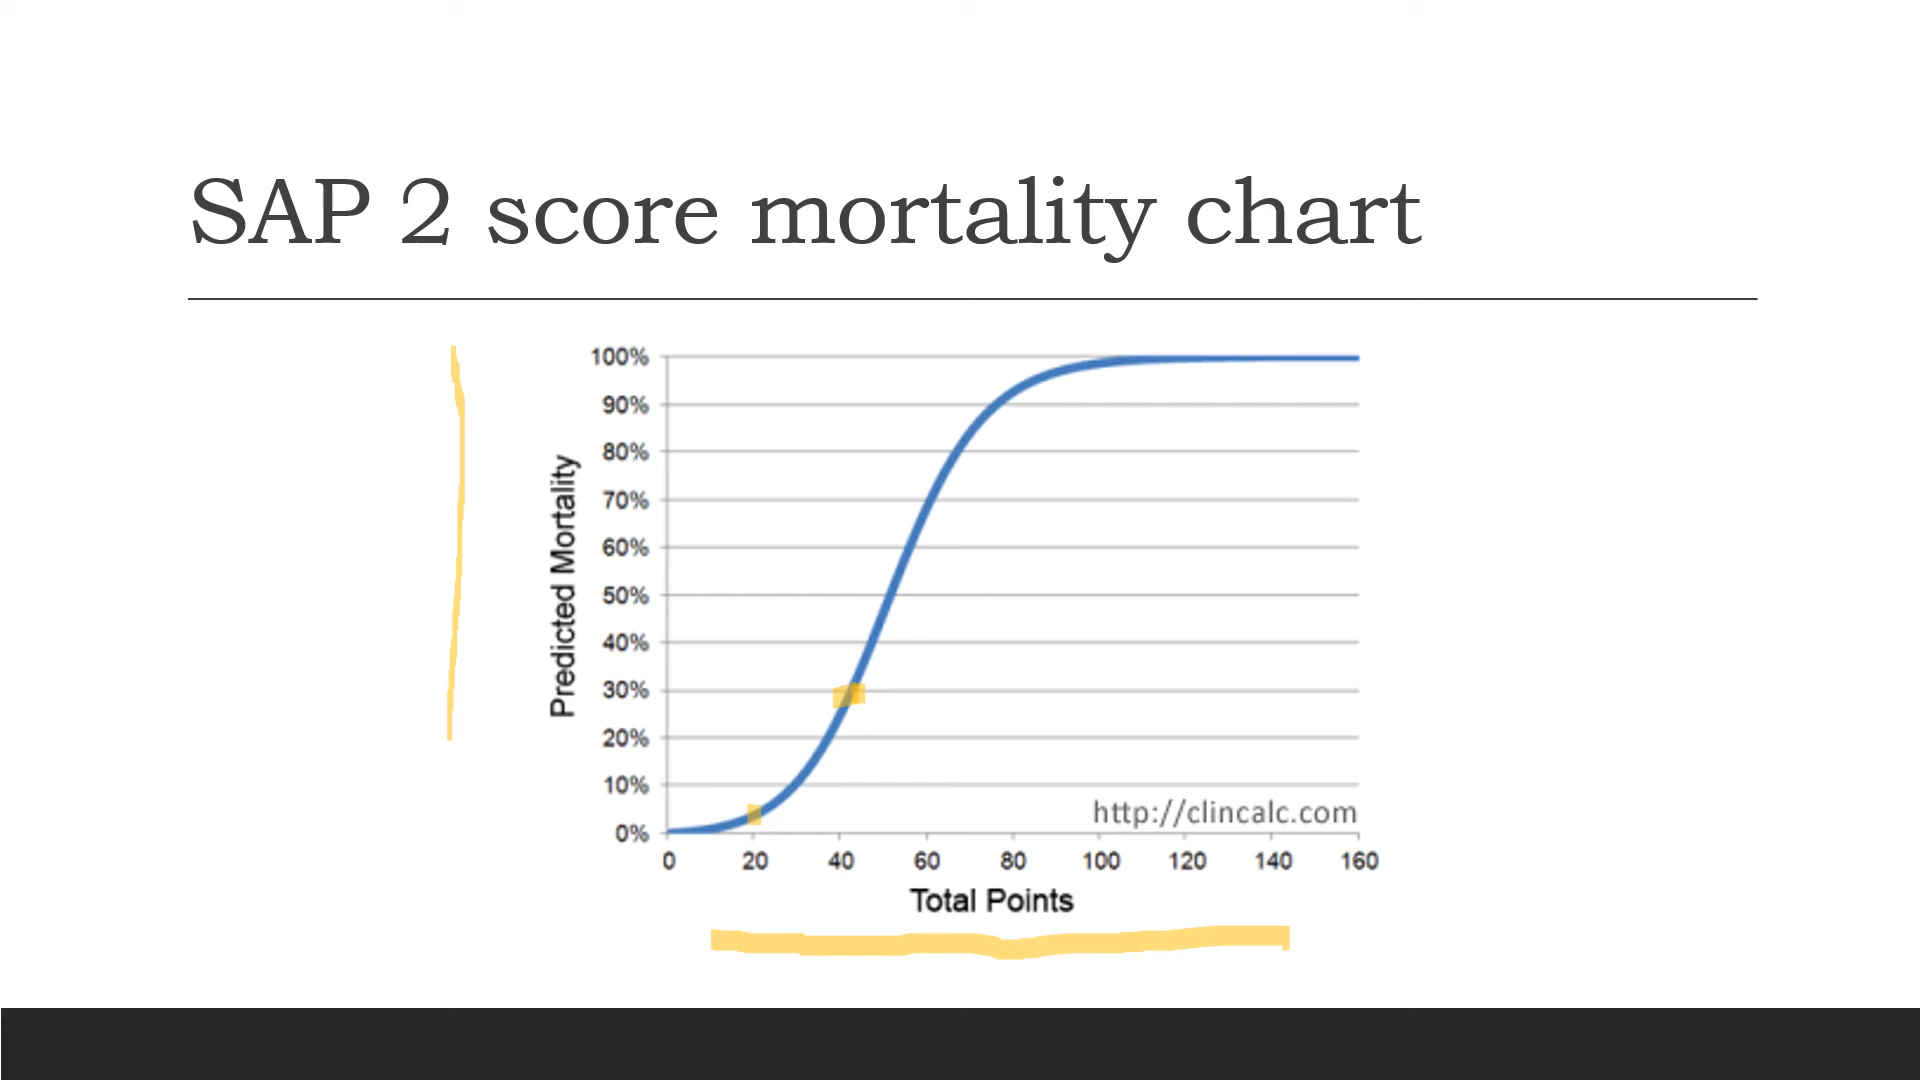 SAP 2 score mortality chart
100%
90%
80%
70%
60%
50%
40%
30%
20%
10%
0%
Predicted Mortality
http://clincalc.com
0 20 40 60 80 100 120 140 160
Total Points